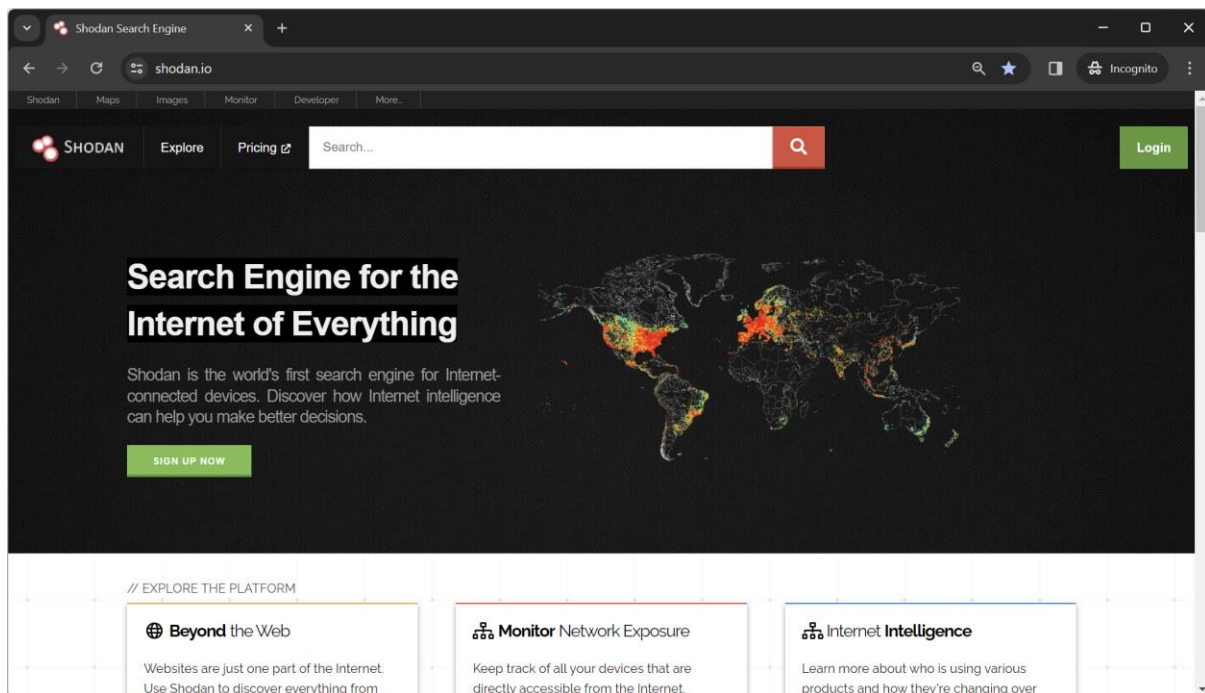 Shodan Search Engine
shodan.io
Incognito
Shodan Maps Images Monitor Developer More...
SHODAN Explore Pricing Search... Login
Search Engine for the
Internet of Everything
Shodan is the world's first search engine for Internet-
connected devices. Discover how Internet intelligence
can help you make better decisions.
SIGN UP NOW
// EXPLORE THE PLATFORM
Beyond the Web
Websites are just one part of the Internet.
Use Shodan to discover everything from
Monitor Network Exposure
Keep track of all your devices that are
directly accessible from the Internet.
Internet Intelligence
Learn more about who is using various
products and how they're changing over